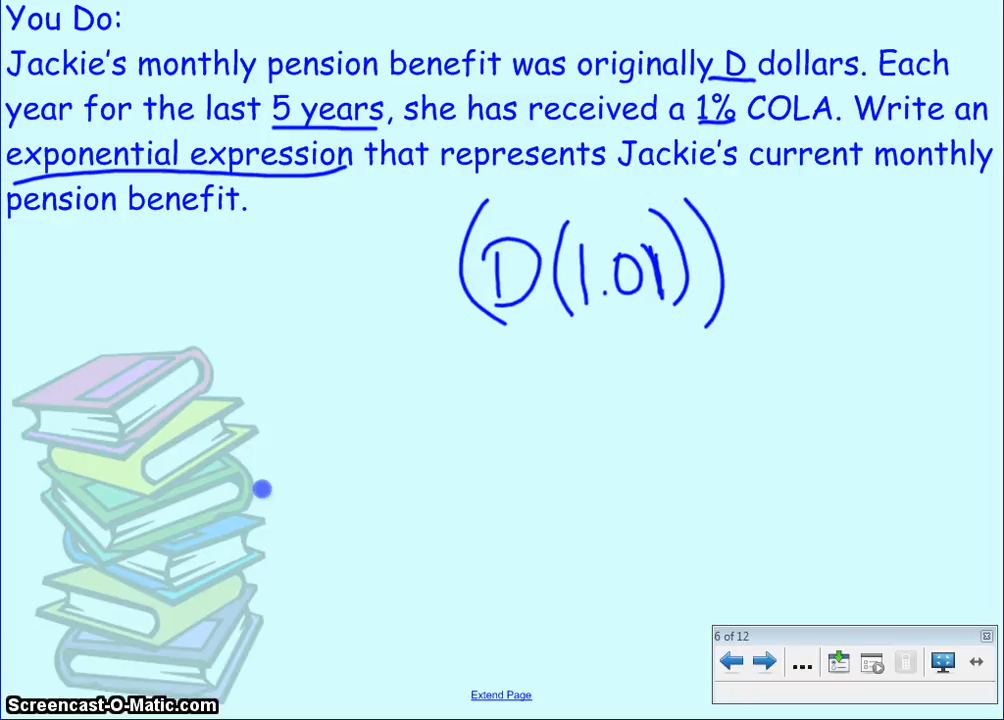 You Do:
Jackie's monthly pension benefit was originally D dollars. Each
year for the last 5 years, she has received a 1% COLA. Write an
exponential expression that represents Jackie's current monthly
pension benefit.
(D(1.01))
6 of 12
...
Extend Page
Screencast-O-Matic.com